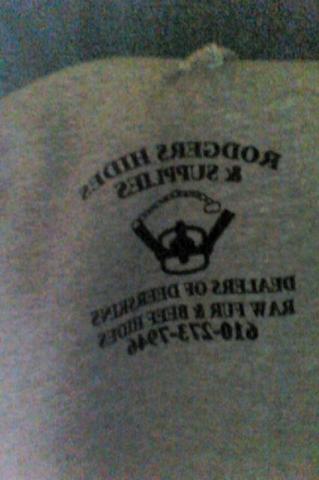 RODGERS HIDES
& SUPPLIES
DEALERS OF DEERSKINS
RAW FUR & BEEF HIDES
610-273-7946